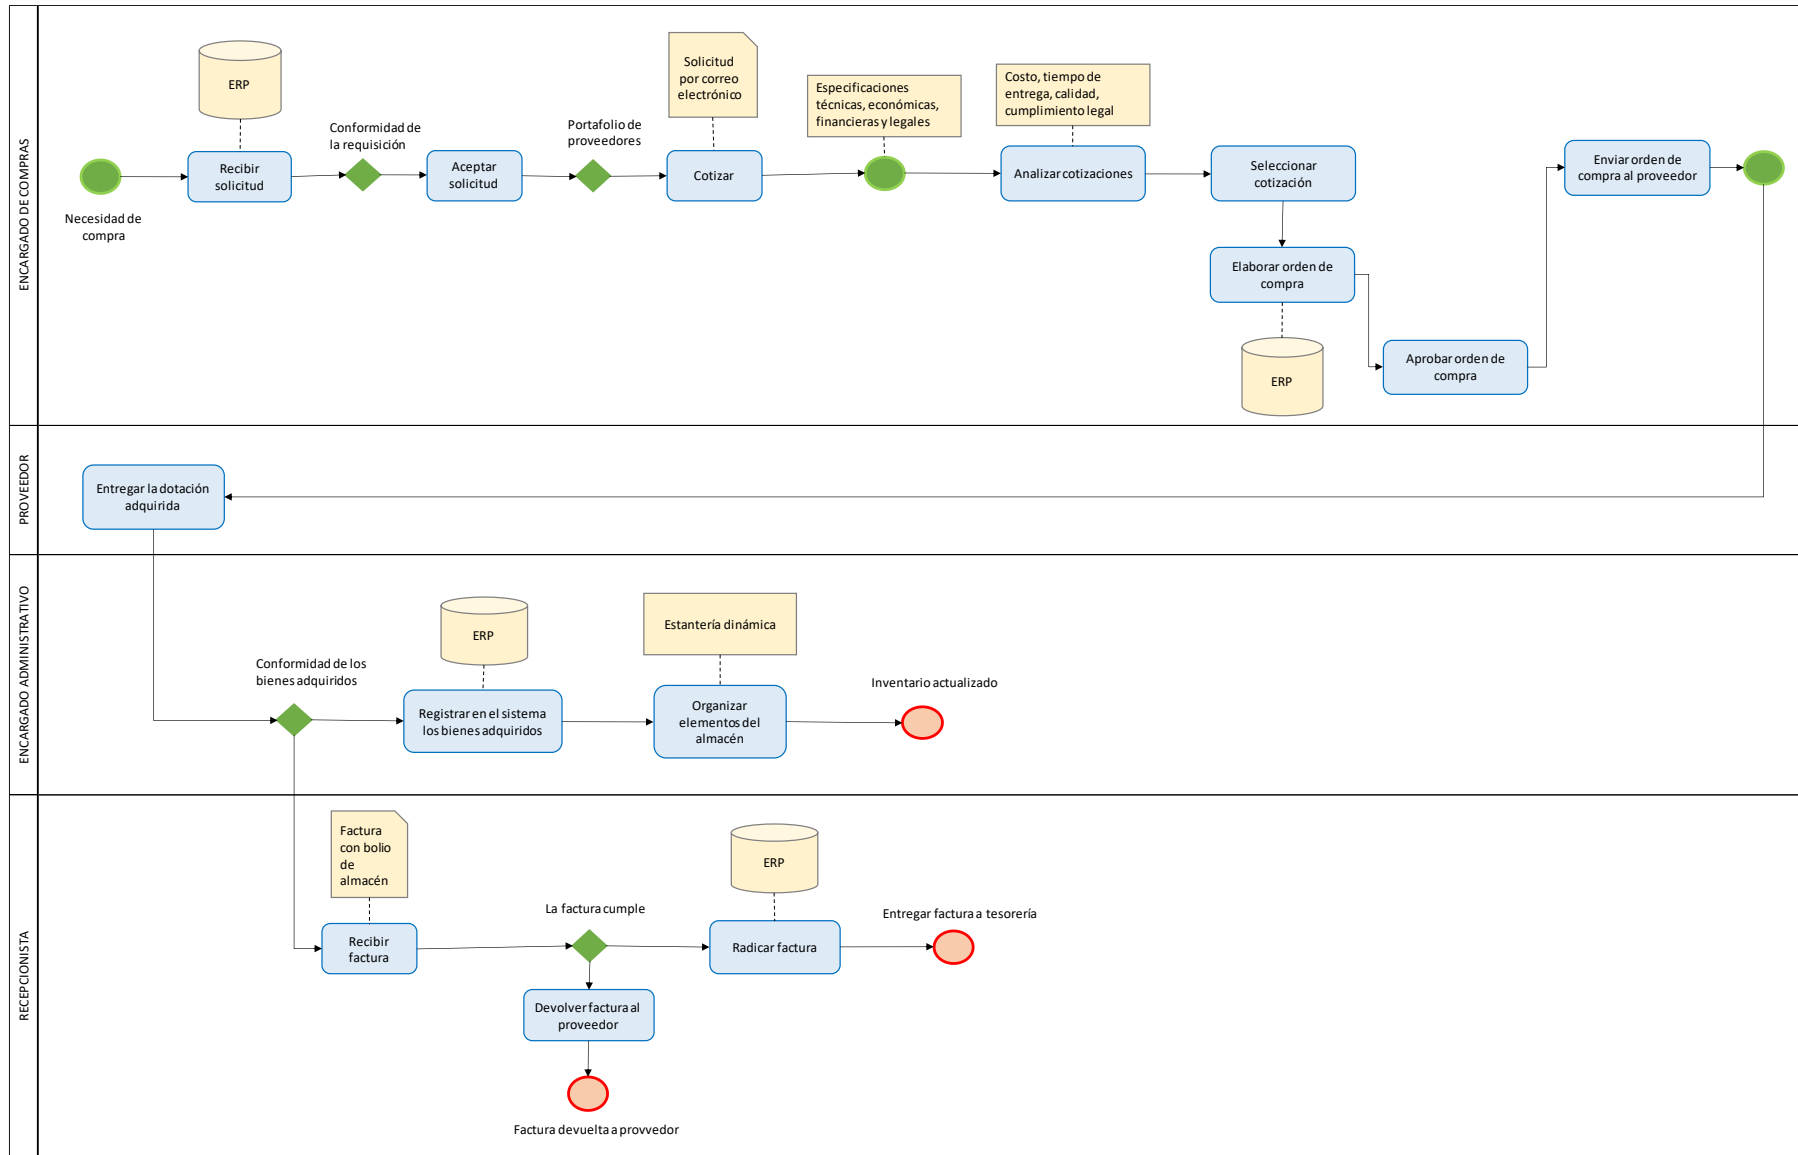 ENCARGADO DE COMPRAS
ERP
Solicitud
por correo
electrónico
Especificaciones
técnicas, económicas,
financieras y legales
Costo, tiempo de
entrega, calidad,
cumplimiento legal
Conformidad de
la requisición
Portafolio de
proveedores
Necesidad de
compra
Recibir
solicitud
Aceptar
solicitud
Cotizar
Analizar cotizaciones
Seleccionar
cotización
Enviar orden de
compra al proveedor
Elaborar orden de
compra
ERP
Aprobar orden de
compra
PROVEEDOR
Entregar la dotación
adquirida
ENCARGADO ADMINISTRATIVO
Conformidad de los
bienes adquiridos
ERP
Registrar en el sistema
los bienes adquiridos
Estantería dinámica
Organizar
elementos del
almacén
Inventario actualizado
RECEPCIONISTA
Factura
con bolio
de
almacén
Recibir
factura
La factura cumple
ERP
Radicar factura
Entregar factura a tesorería
Devolver factura al
proveedor
Factura devuelta a provvedor